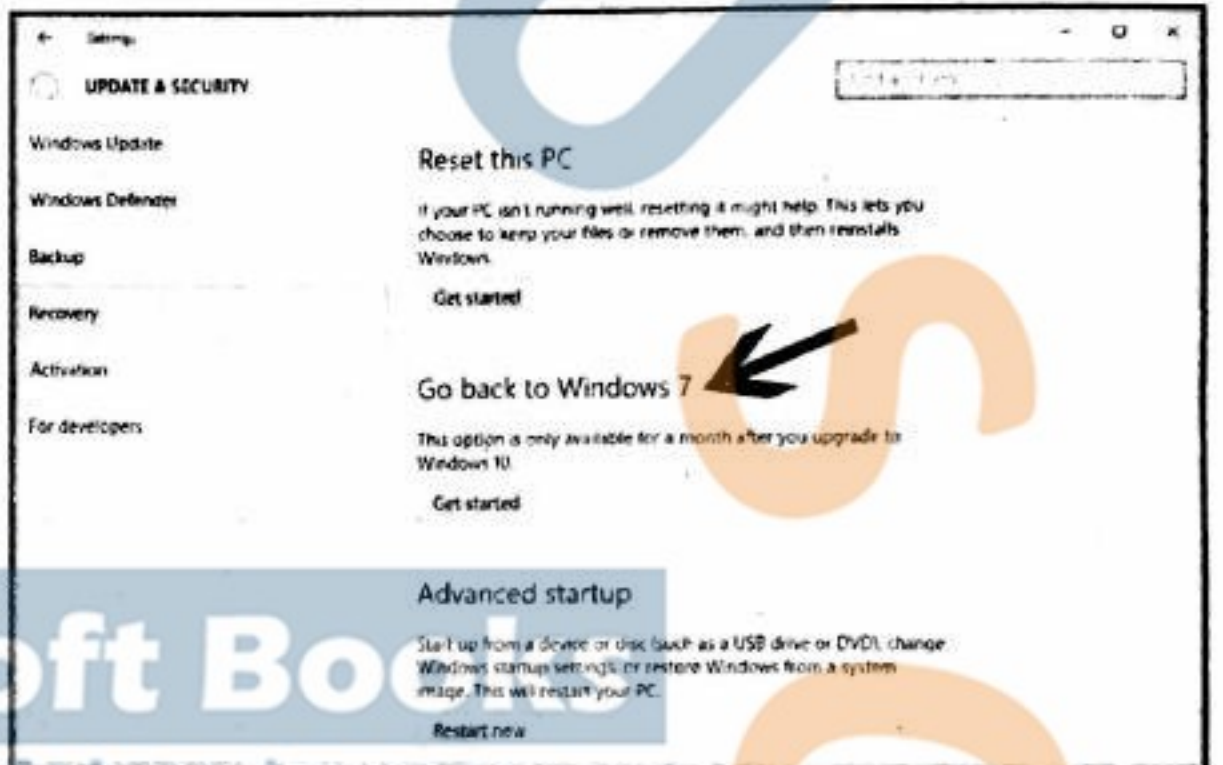 Settings
UPDATE & SECURITY
Windows Update
Windows Defender
Backup
Recovery
Activation
For developers
Reset this PC
If your PC isn't running well, resetting it might help. This lets you
choose to keep your files or remove them, and then reinstalls
Windows.
Get started
Go back to Windows 7
This option is only available for a month after you upgrade to
Windows 10.
Get started
Advanced startup
Start up from a device or disc (such as a USB drive or DVD), change
Windows startup settings, or restore Windows from a system
image. This will restart your PC.
Restart now
oft Books